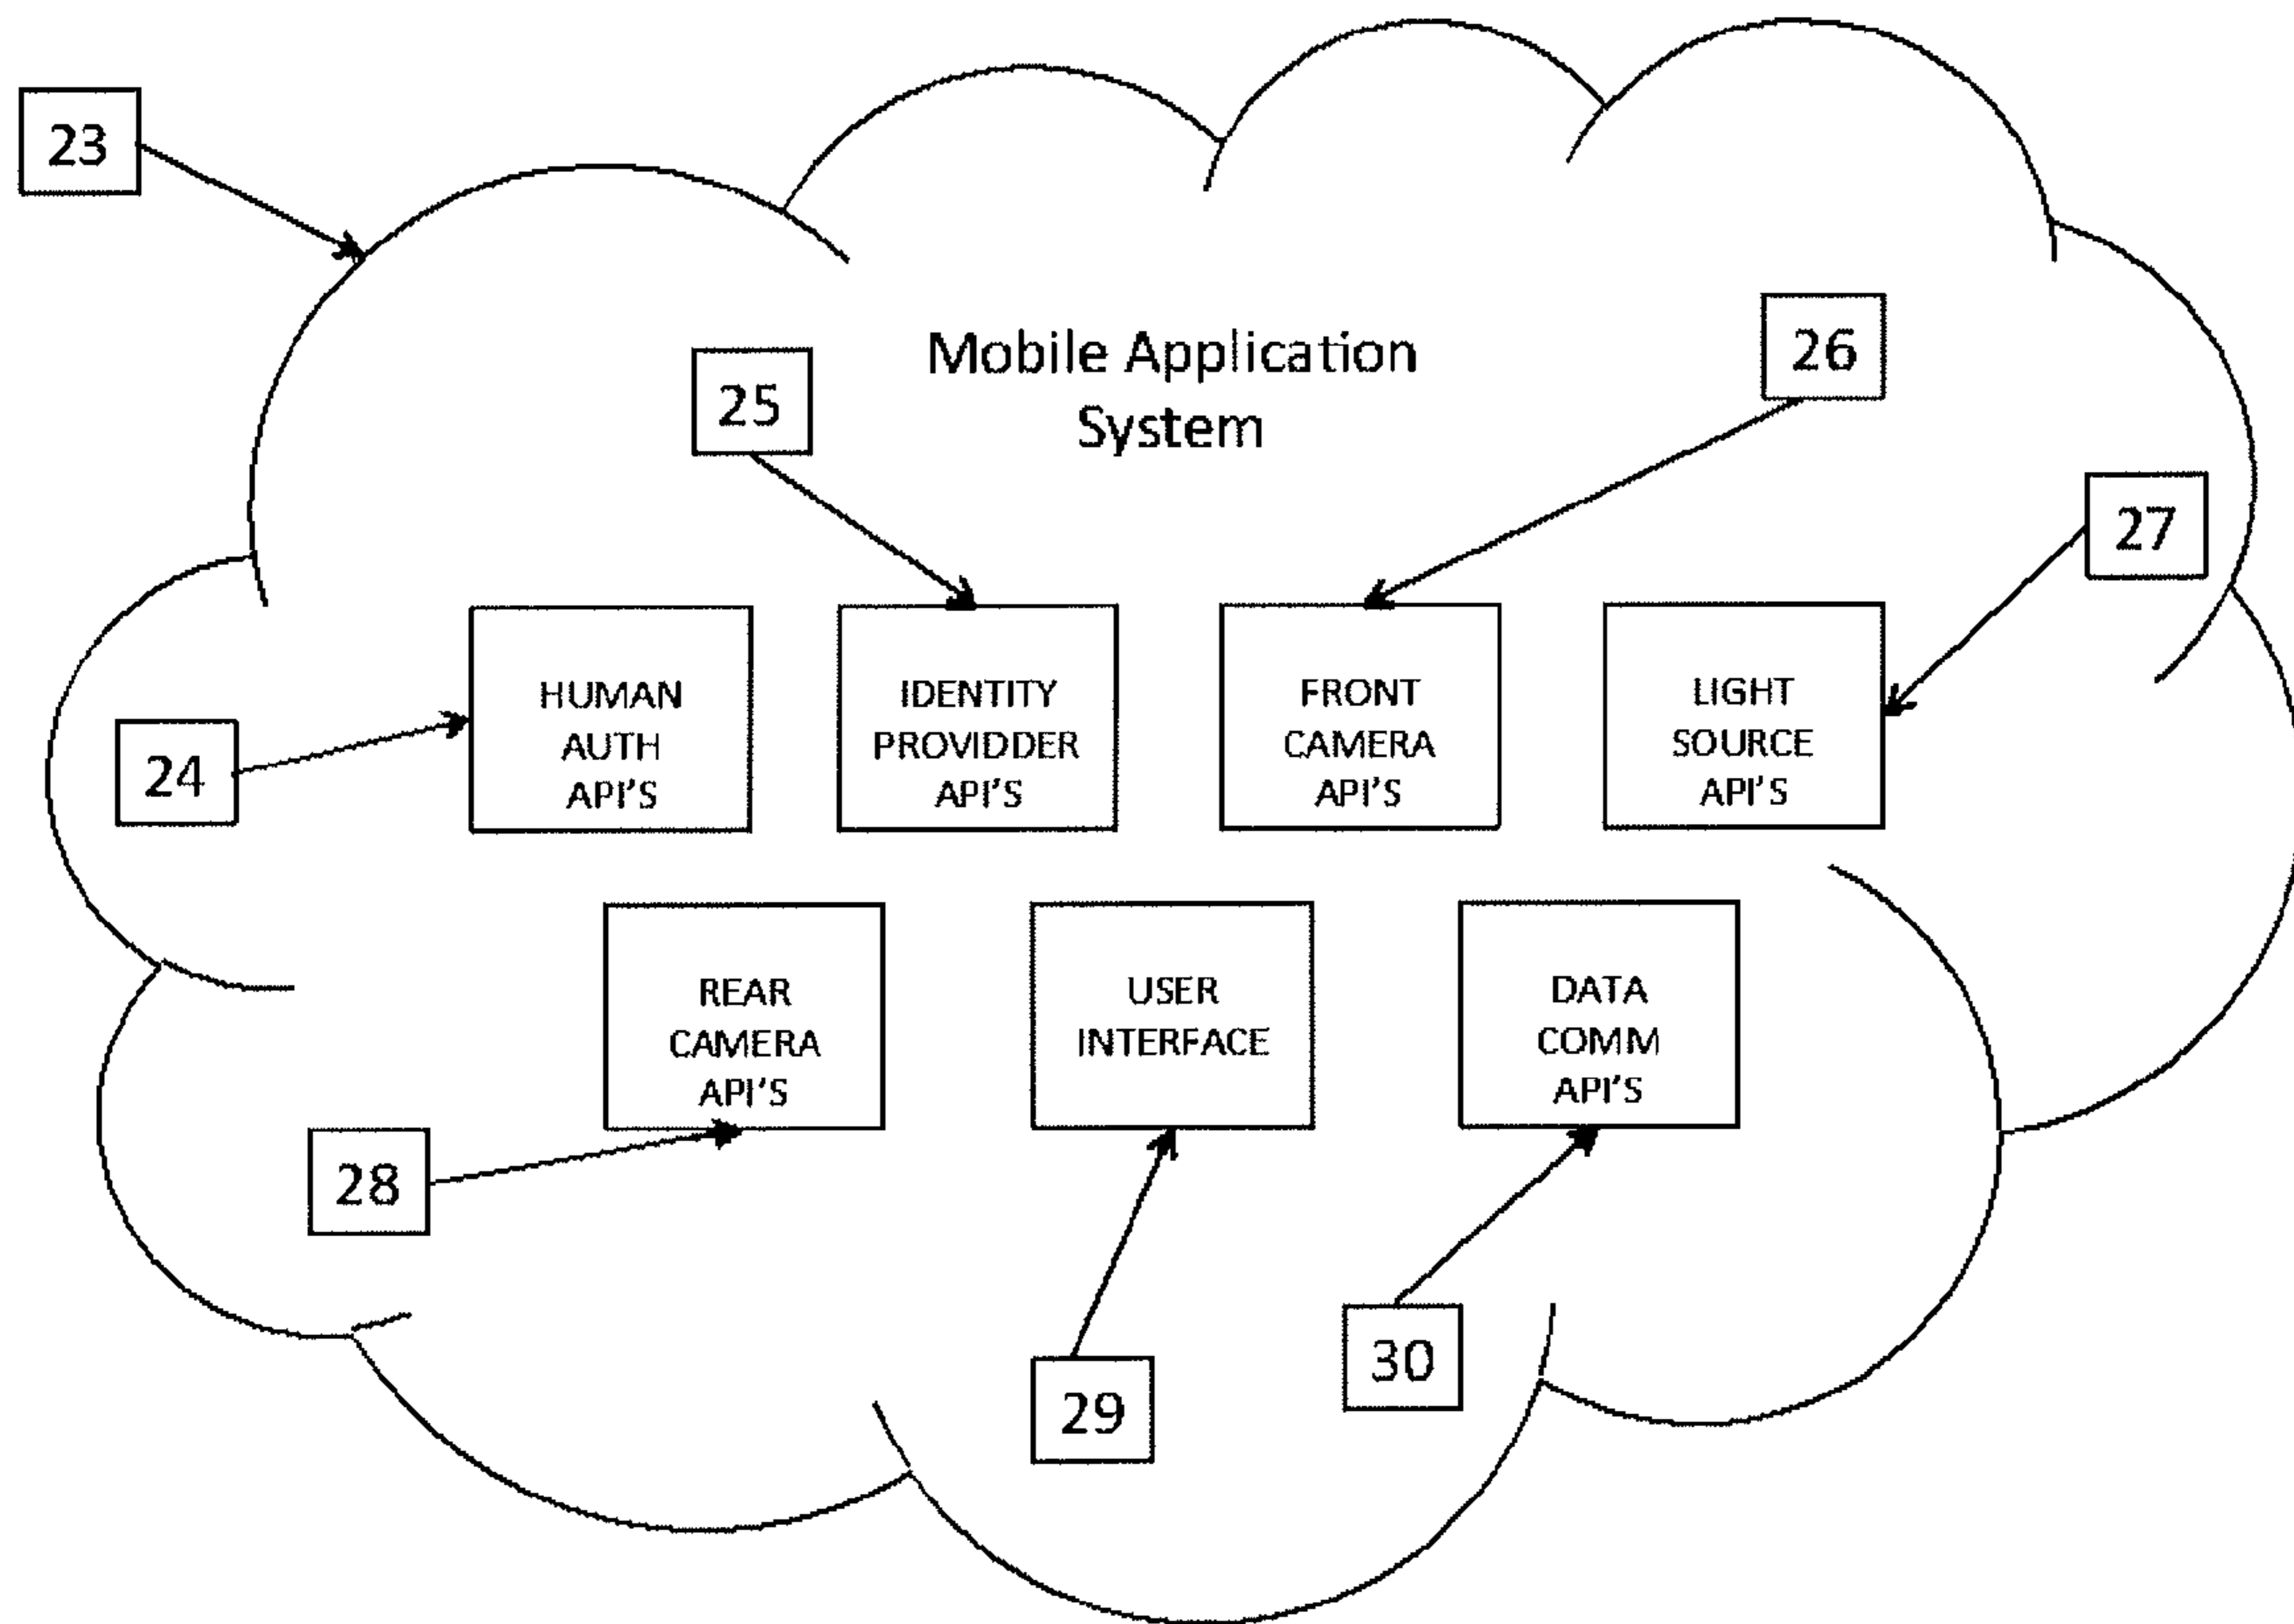 23
Mobile Application
System
25
26
27
24
HUMAN
AUTH
API'S
IDENTITY
PROVIDDER
API'S
FRONT
CAMERA
API'S
LIGHT
SOURCE
API'S
REAR
CAMERA
API'S
USER
INTERFACE
DATA
COMM
API'S
28
29
30